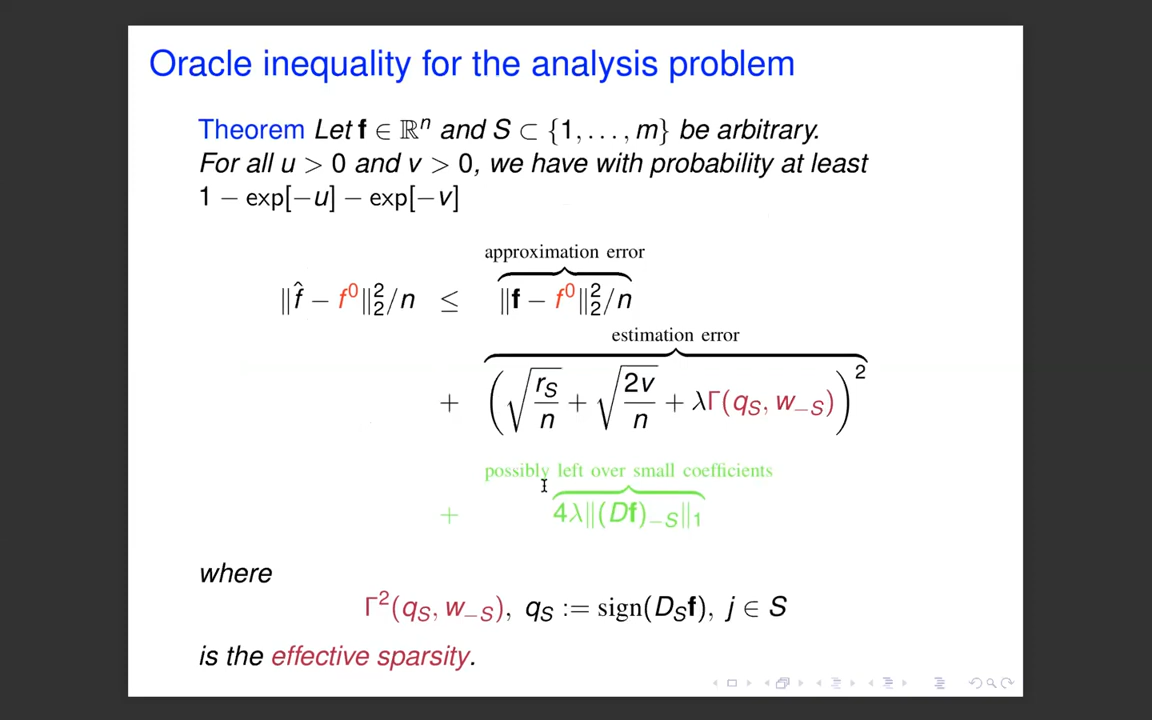 Oracle inequality for the analysis problem
Theorem Let f ∈ ℝⁿ and S ⊂ {1, . . . , m} be arbitrary.
For all u > 0 and v > 0, we have with probability at least
1 − exp[−u] − exp[−v]
approximation error
‖f̂ − f⁰‖₂²/n ≤ ‖f − f⁰‖₂²/n
estimation error
+ (√(r_S/n) + √(2v/n) + λΓ(q_S, w_{−S}))²
possibly left over small coefficients
+ 4λ‖(Df)_{−S}‖₁
where
Γ²(q_S, w_{−S}), q_S := sign(D_S f), j ∈ S
is the effective sparsity.